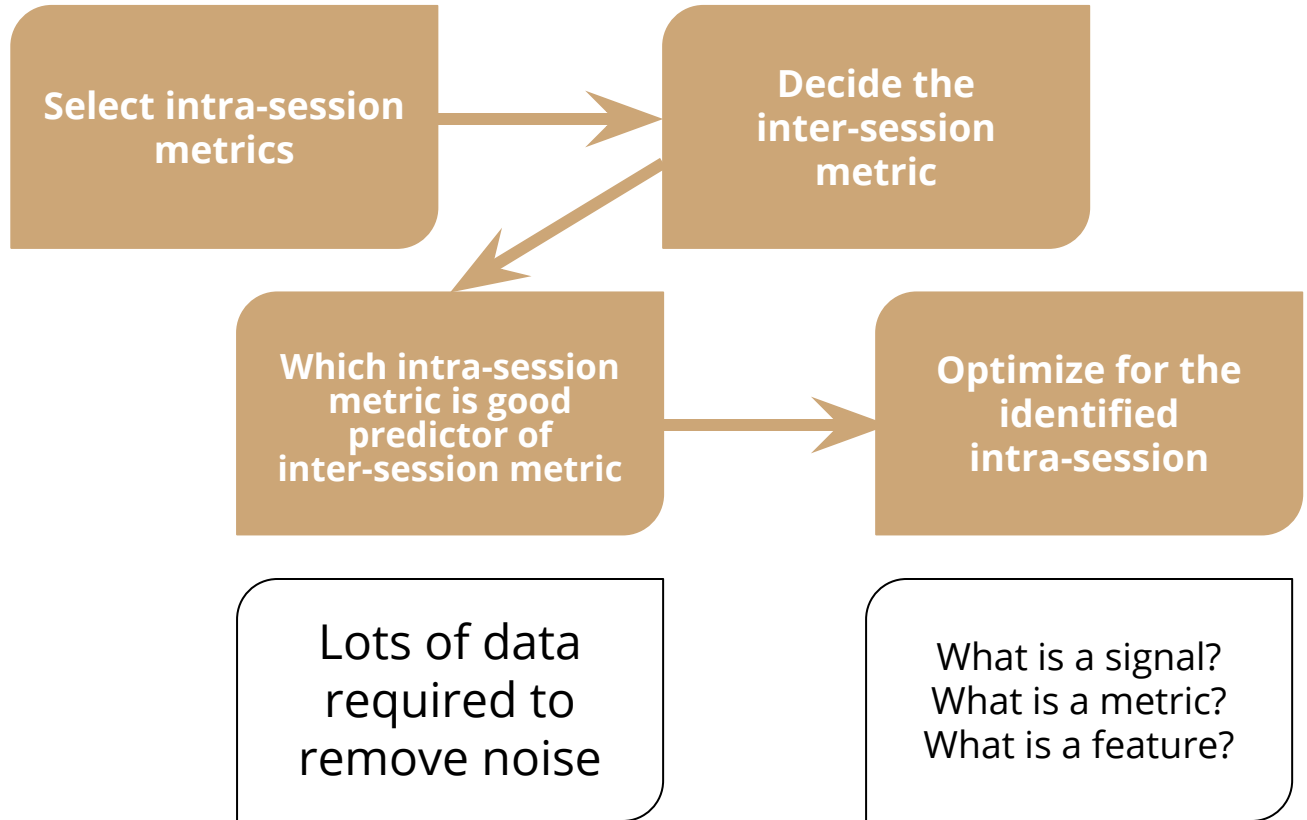 Select intra-session
metrics
Decide the
inter-session
metric
Which intra-session
metric is good
predictor of
inter-session metric
Optimize for the
identified
intra-session
Lots of data
required to
remove noise
What is a signal?
What is a metric?
What is a feature?